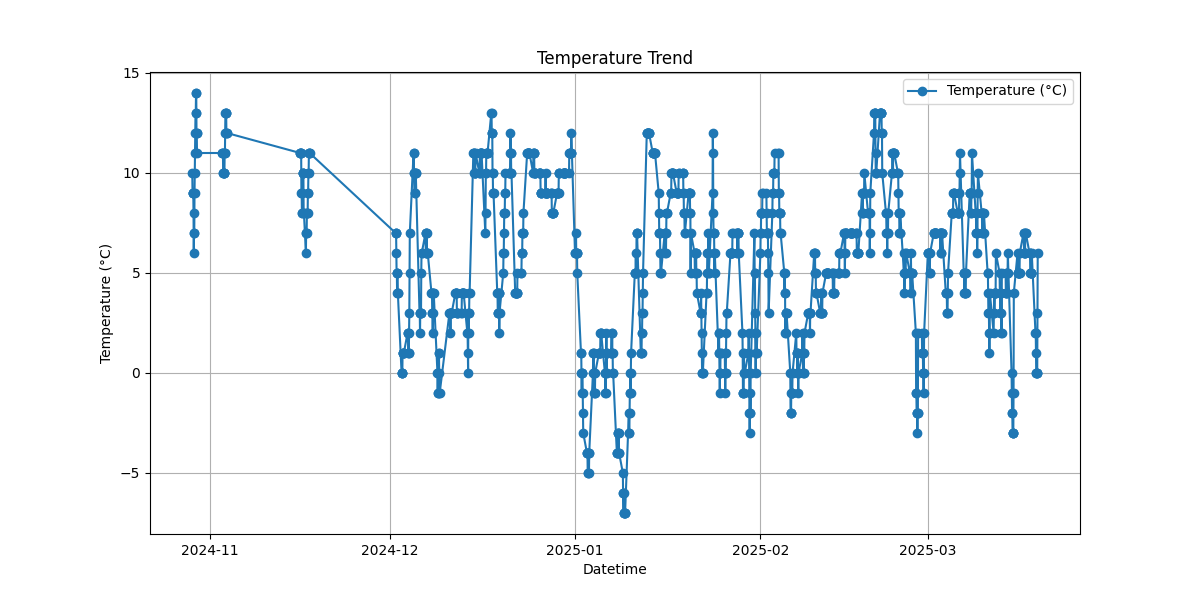 Temperature Trend
Temperature (°C)
Temperature (°C)
15
10
5
0
−5
2024-11
2024-12
2025-01
2025-02
2025-03
Datetime